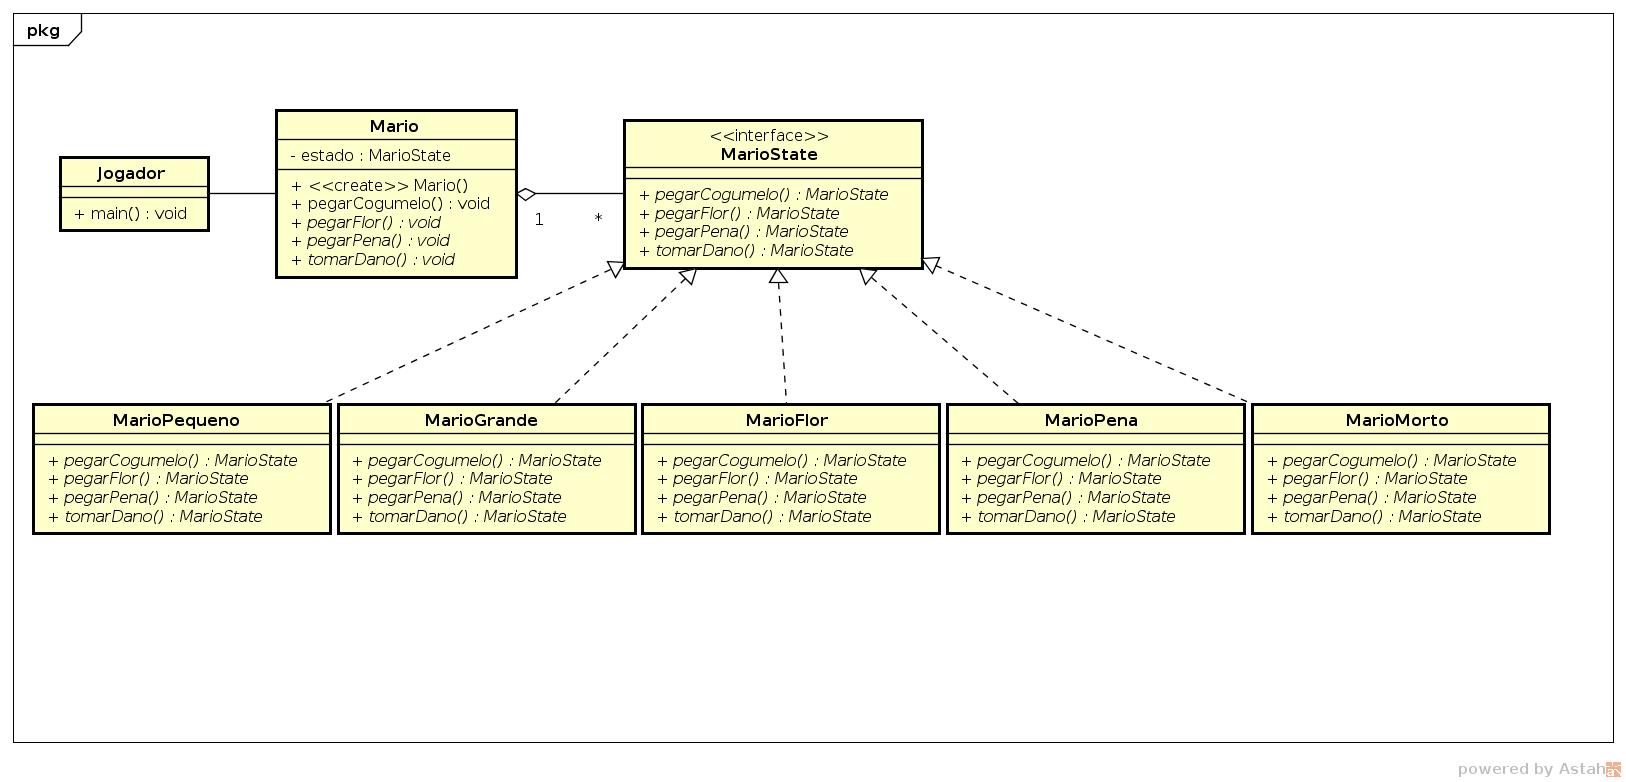 pkg
Jogador
+ main() : void
Mario
- estado : MarioState
+ <<create>> Mario()
+ pegarCogumelo() : void
+ pegarFlor() : void
+ pegarPena() : void
+ tomarDano() : void
1
*
<<interface>>
MarioState
+ pegarCogumelo() : MarioState
+ pegarFlor() : MarioState
+ pegarPena() : MarioState
+ tomarDano() : MarioState
MarioPequeno
+ pegarCogumelo() : MarioState
+ pegarFlor() : MarioState
+ pegarPena() : MarioState
+ tomarDano() : MarioState
MarioGrande
+ pegarCogumelo() : MarioState
+ pegarFlor() : MarioState
+ pegarPena() : MarioState
+ tomarDano() : MarioState
MarioFlor
+ pegarCogumelo() : MarioState
+ pegarFlor() : MarioState
+ pegarPena() : MarioState
+ tomarDano() : MarioState
MarioPena
+ pegarCogumelo() : MarioState
+ pegarFlor() : MarioState
+ pegarPena() : MarioState
+ tomarDano() : MarioState
MarioMorto
+ pegarCogumelo() : MarioState
+ pegarFlor() : MarioState
+ pegarPena() : MarioState
+ tomarDano() : MarioState
powered by Astah